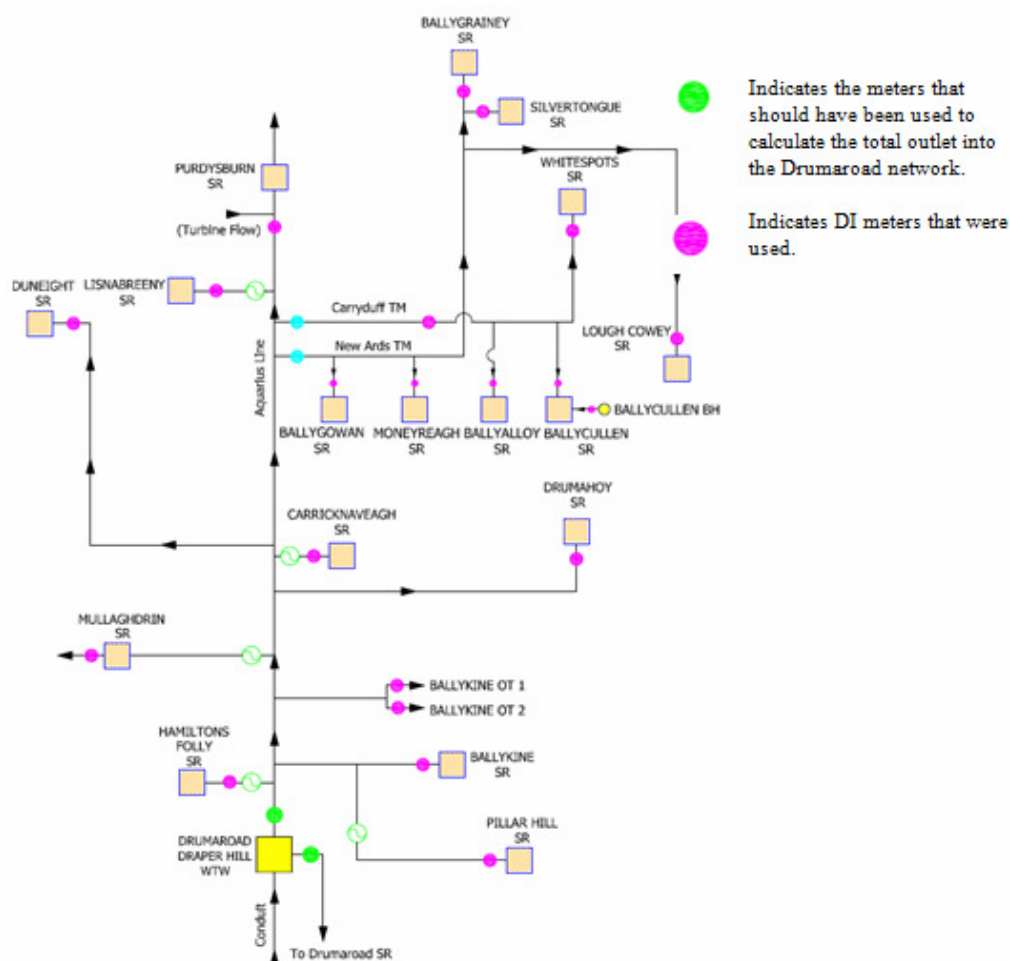 BALLYGRAINEY
SR
Indicates the meters that
should have been used to
calculate the total outlet into
the Drumaroad network.
Indicates DI meters that were
used.
SILVERTONGUE
SR
PURDYSBURN
SR
WHITESPOTS
SR
(Turbine Flow)
DUNEIGHT
SR
LISNABREENY
SR
Carryduff TM
LOUGH COWEY
SR
New Ards TM
Aquarius Line
BALLYGOWAN
SR
MONEYREAGH
SR
BALLYALLOY
SR
BALLYCULLEN
SR
BALLYCULLEN BH
DRUMAHOY
SR
CARRICKNAVEAGH
SR
MULLAGHDRIN
SR
BALLYKINE OT 1
BALLYKINE OT 2
HAMILTONS
FOLLY
SR
BALLYKINE
SR
PILLAR HILL
SR
DRUMAROAD
DRAPER HILL
WTW
Conduit
To Drumaroad SR